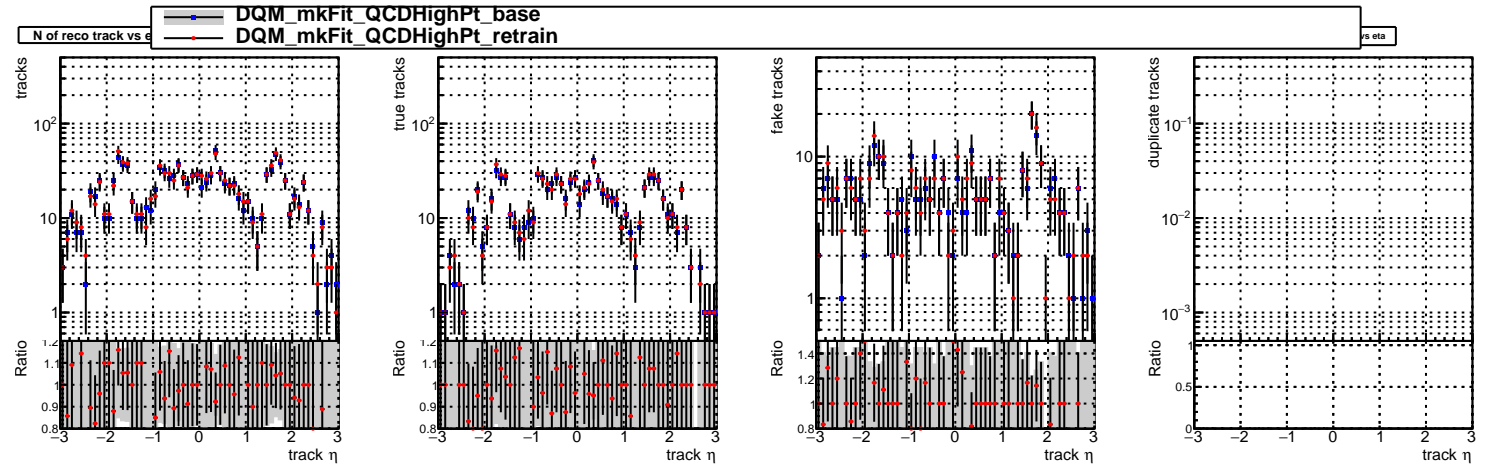 DQM_mkFit_QCDHighPt_base
DQM_mkFit_QCDHighPt_retrain
N of reco track vs e
vs eta
tracks
10²
10
1
Ratio
1.2
1.1
1
0.9
0.8
−3 −2 −1 0 1 2 3
track η
true tracks
10²
10
1
Ratio
1.2
1.1
1
0.9
0.8
−3 −2 −1 0 1 2 3
track η
fake tracks
10
1
Ratio
1.4
1.2
1
0.8
−3 −2 −1 0 1 2 3
track η
duplicate tracks
10⁻¹
10⁻²
10⁻³
Ratio
1
0.5
0
−3 −2 −1 0 1 2 3
track η